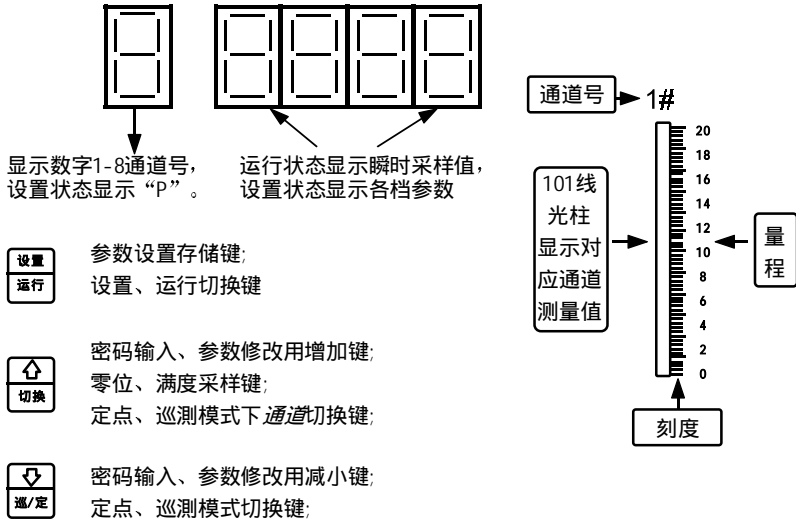 显示数字1-8通道号，
设置状态显示“P”。
运行状态显示瞬时采样值，
设置状态显示各档参数
设置
运行
参数设置存储键;
设置、运行切换键
切换
密码输入、参数修改用增加键;
零位、满度采样键;
定点、巡测模式下通道切换键;
巡/定
密码输入、参数修改用减小键;
定点、巡测模式切换键;
通道号
1#
101线
光柱
显示对
应通道
测量值
20
18
16
14
12
10
8
6
4
2
0
量
程
刻度